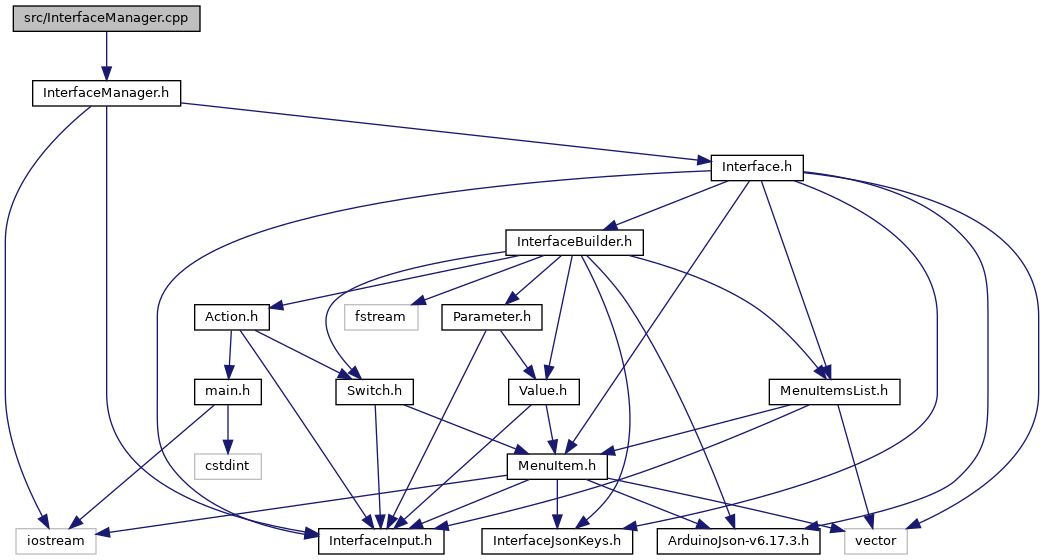 src/InterfaceManager.cpp
InterfaceManager.h
Interface.h
InterfaceBuilder.h
Action.h
fstream
Parameter.h
main.h
Switch.h
Value.h
MenuItemsList.h
cstdint
MenuItem.h
iostream
InterfaceInput.h
InterfaceJsonKeys.h
ArduinoJson-v6.17.3.h
vector